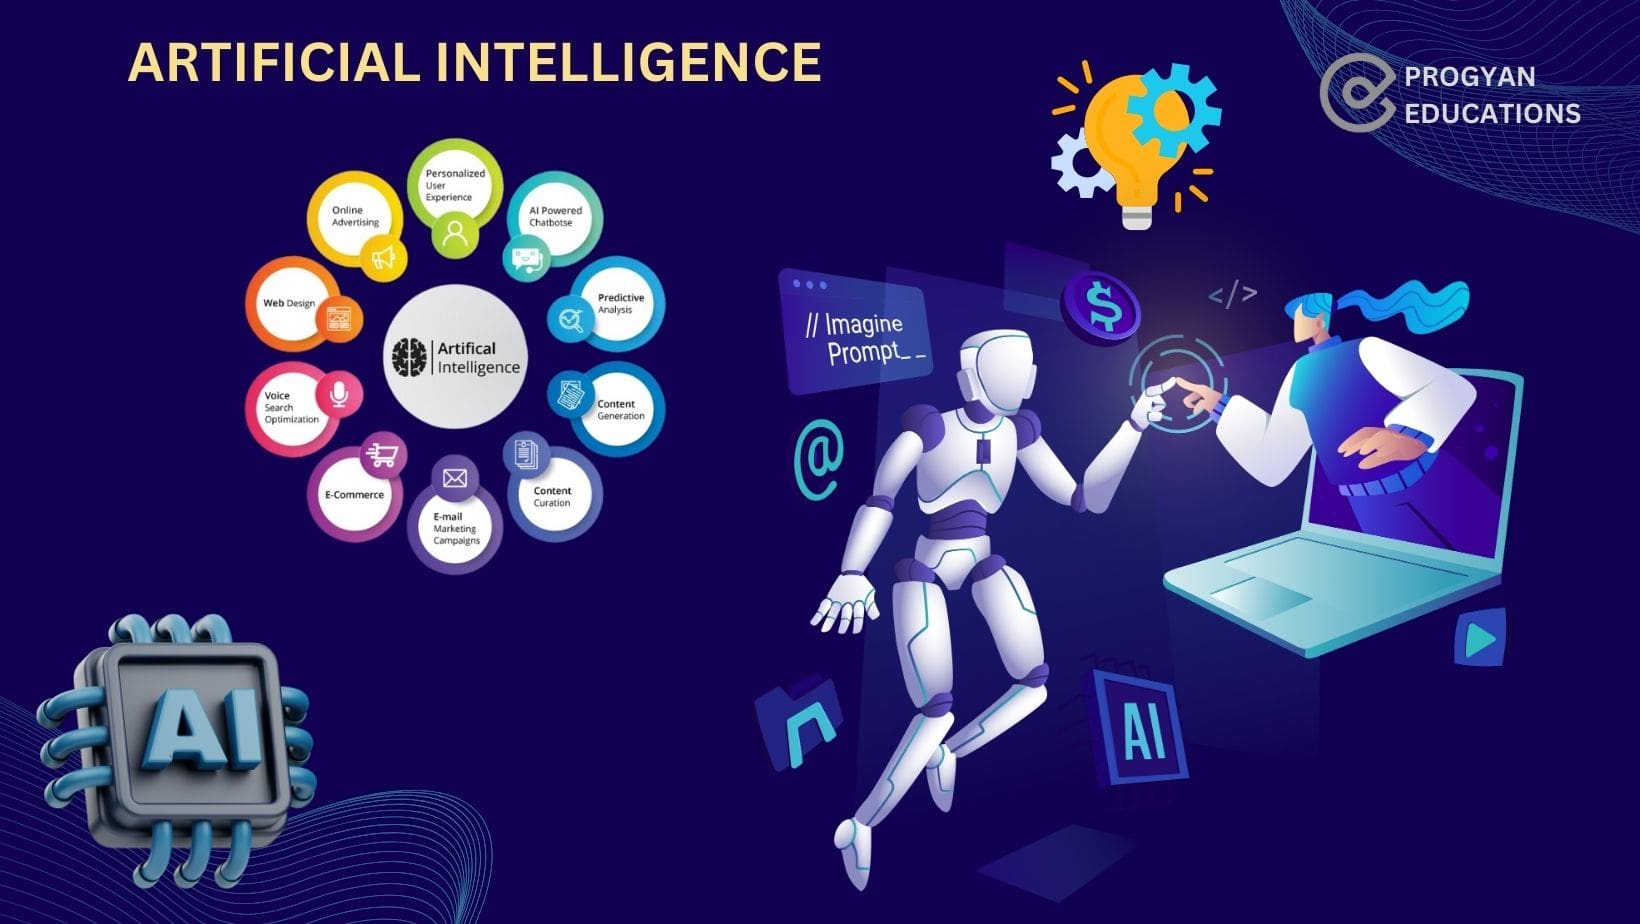 ARTIFICIAL INTELLIGENCE
PROGYAN
EDUCATIONS
Personalized
User
Experience
AI Powered
Chatbotse
Predictive
Analysis
Content
Generation
Content
Curation
E-mail
Marketing
Campaigns
E-Commerce
Voice
Search
Optimization
Web Design
Online
Advertising
Artifical
Intelligence
// Imagine
Prompt_ _
$
</>
@
AI
AI